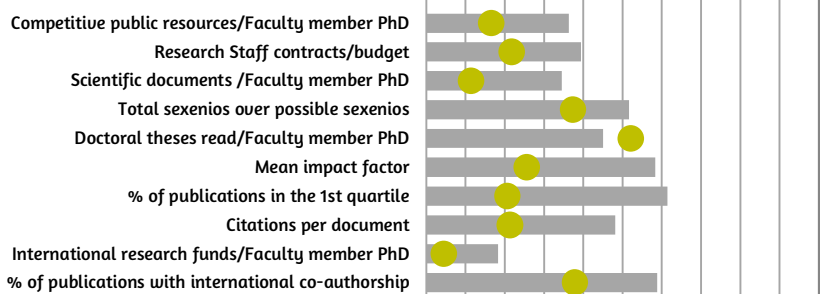 Competitive public resources/Faculty member PhD
Research Staff contracts/budget
Scientific documents /Faculty member PhD
Total sexenios over possible sexenios
Doctoral theses read/Faculty member PhD
Mean impact factor
% of publications in the 1st quartile
Citations per document
International research funds/Faculty member PhD
% of publications with international co-authorship